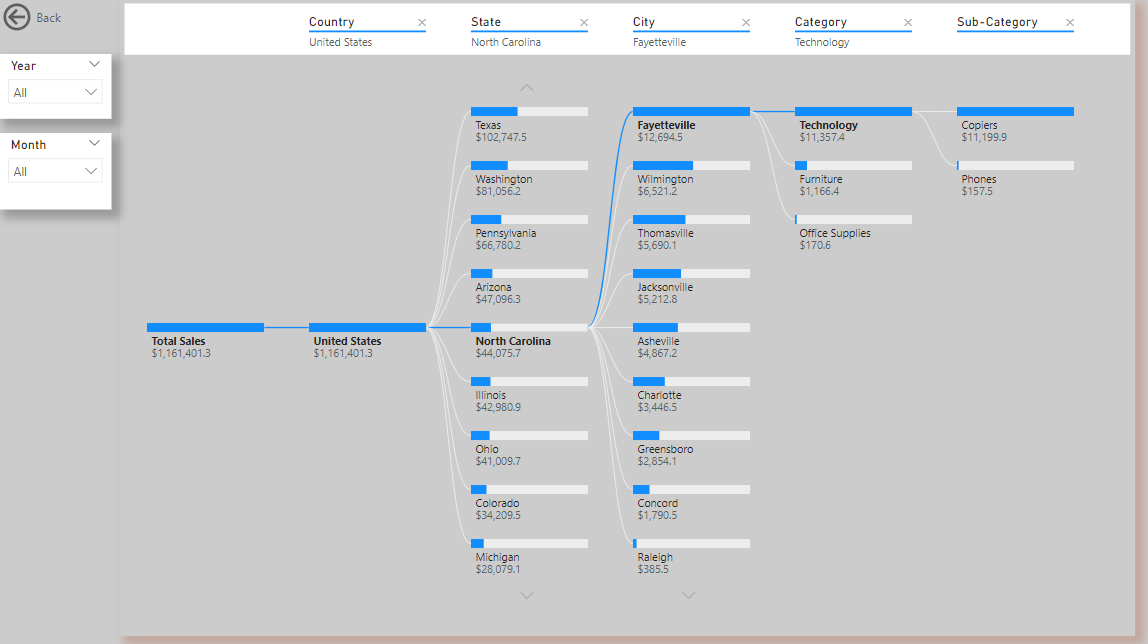 Back
Country
State
City
Category
Sub-Category
United States
North Carolina
Fayetteville
Technology
Year
All
Month
All
Total Sales
$1,161,401.3
United States
$1,161,401.3
Texas
$102,747.5
Washington
$81,056.2
Pennsylvania
$66,780.2
Arizona
$47,096.3
North Carolina
$44,075.7
Illinois
$42,980.9
Ohio
$41,009.7
Colorado
$34,209.5
Michigan
$28,079.1
Fayetteville
$12,694.5
Wilmington
$6,521.2
Thomasville
$5,690.1
Jacksonville
$5,212.8
Asheville
$4,867.2
Charlotte
$3,446.5
Greensboro
$2,854.1
Concord
$1,790.5
Raleigh
$385.5
Technology
$11,357.4
Furniture
$1,166.4
Office Supplies
$170.6
Copiers
$11,199.9
Phones
$157.5